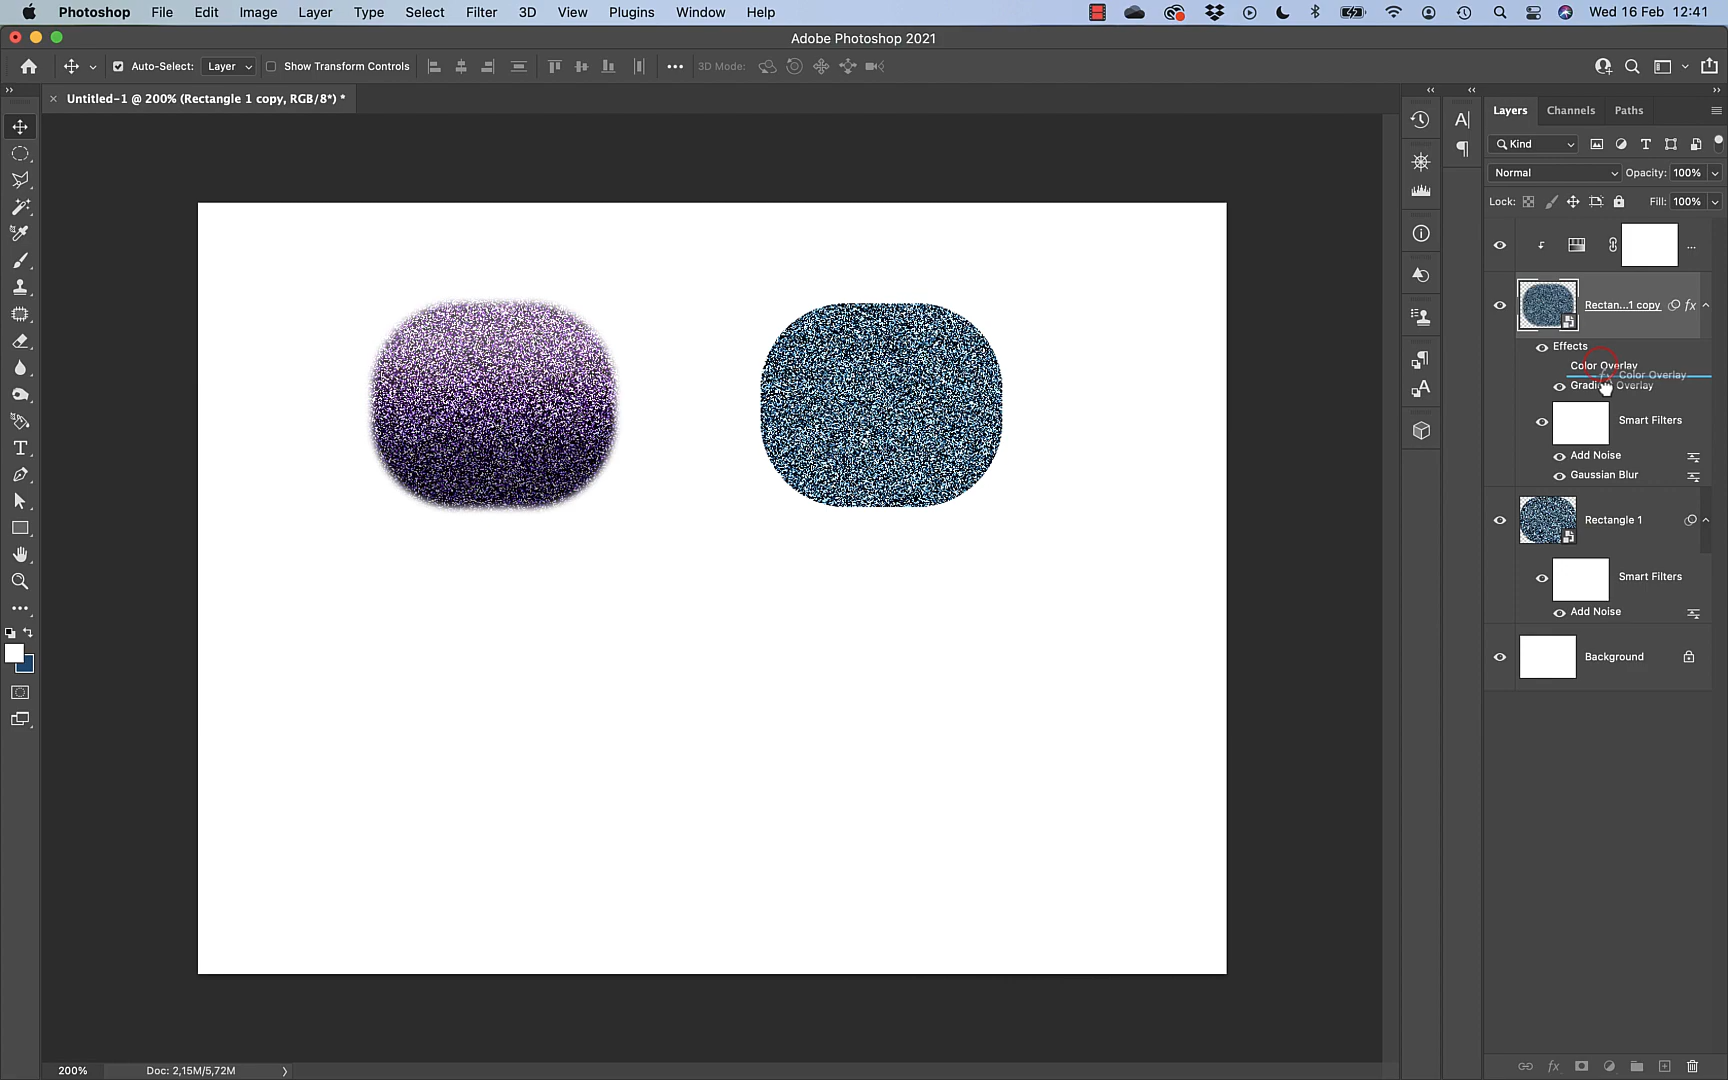 Photoshop File Edit Image Layer Type Select Filter 3D View Plugins Window Help Wed 16 Feb 12:41
Adobe Photoshop 2021
Auto-Select: Layer Show Transform Controls 3D Mode:
Untitled-1 @ 200% (Rectangle 1 copy, RGB/8*) *
Layers Channels Paths
Kind
Normal Opacity: 100%
Lock: Fill: 100%
...
Rectan...1 copy fx
Effects
Color Overlay
fx Color Overlay
Gradient Overlay
Smart Filters
Add Noise
Gaussian Blur
Rectangle 1
Smart Filters
Add Noise
Background
200% Doc: 2,15M/5,72M